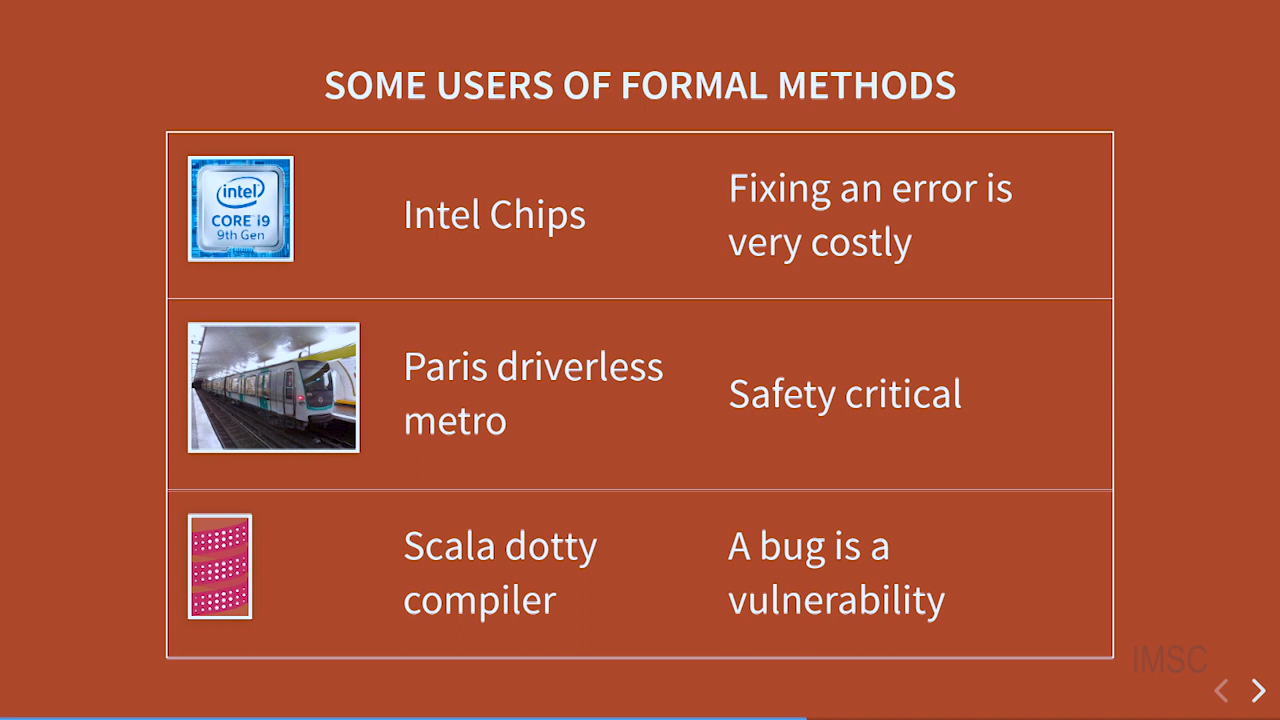 SOME USERS OF FORMAL METHODS
intel
CORE i9
9th Gen
Intel Chips
Fixing an error is
very costly
Paris driverless
metro
Safety critical
Scala dotty
compiler
A bug is a
vulnerability
IMSC